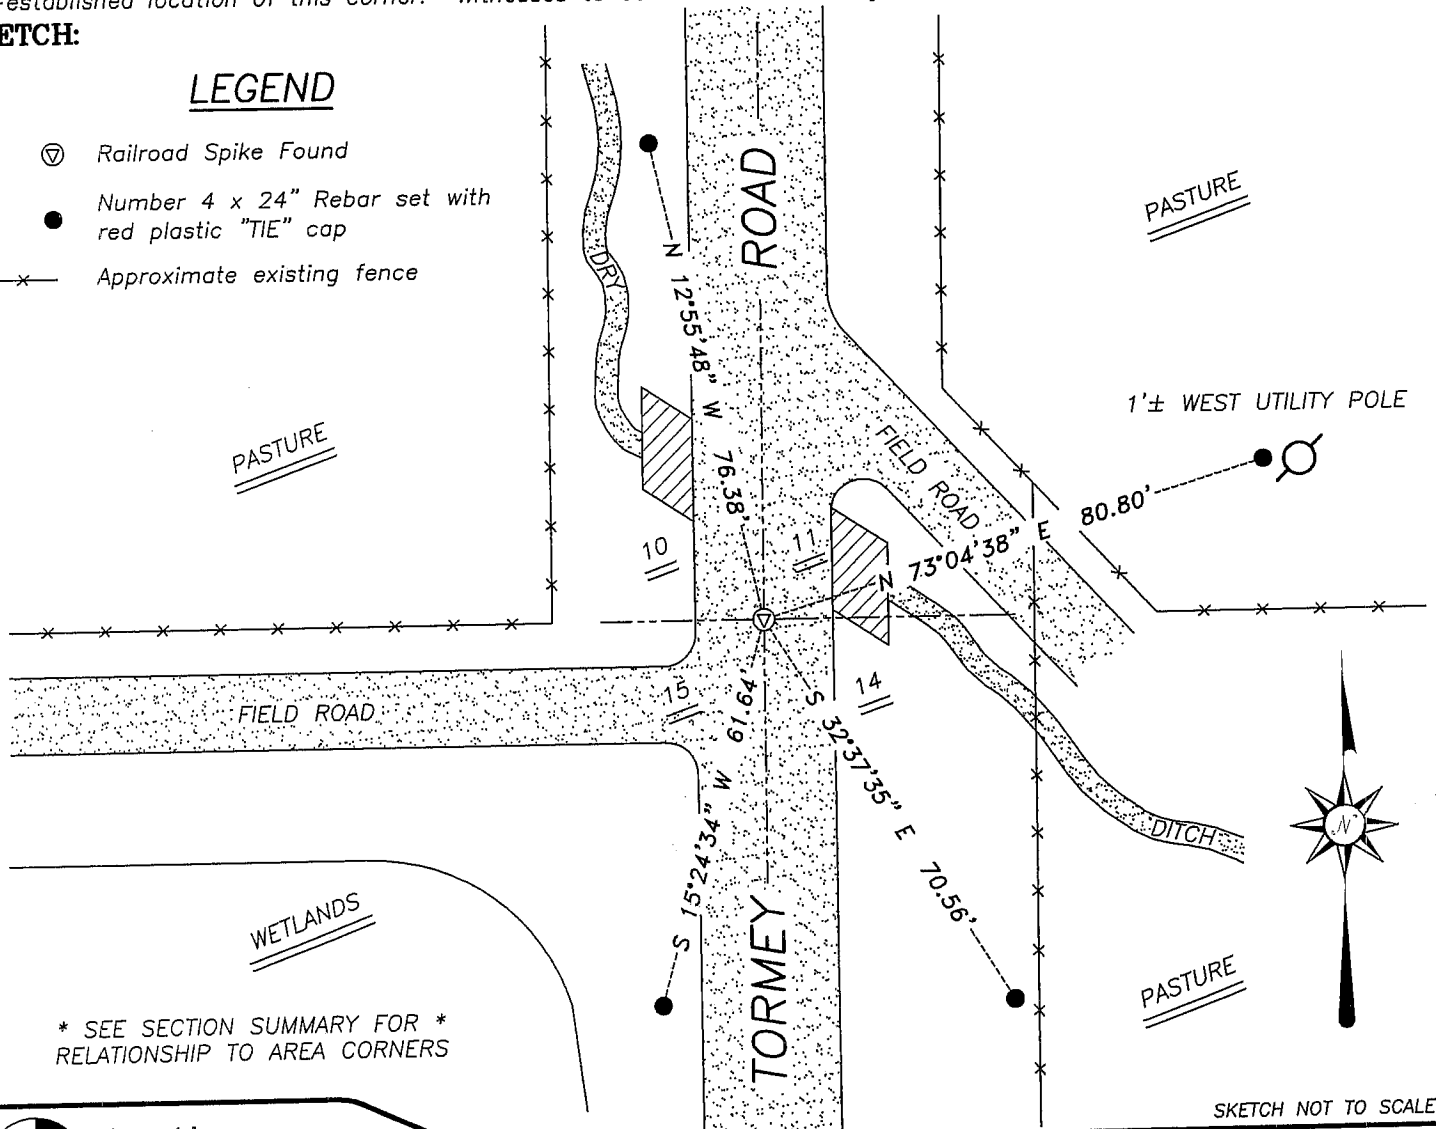 ETCH:
LEGEND
Railroad Spike Found
Number 4 x 24" Rebar set with
red plastic "TIE" cap
Approximate existing fence
PASTURE
PASTURE
PASTURE
WETLANDS
DRY
DITCH
FIELD ROAD
FIELD ROAD
TORMEY ROAD
1'± WEST UTILITY POLE
N 12°55'48" W 76.38'
N 73°04'38" E 80.80'
S 32°37'35" E 70.56'
S 15°24'34" W 61.64'
10
11
15
14
N
* SEE SECTION SUMMARY FOR *
RELATIONSHIP TO AREA CORNERS
SKETCH NOT TO SCALE